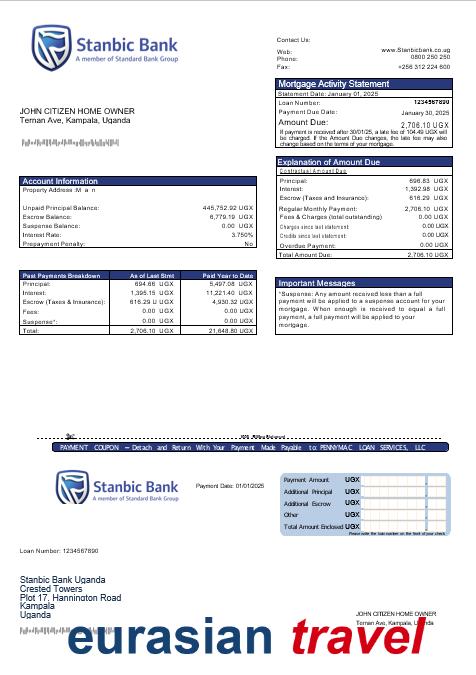 Stanbic Bank
A member of Standard Bank Group
Contact Us:
Web: www.Stanbicbank.co.ug
Phone: 0800 250 250
Fax: +256 312 224 600
JOHN CITIZEN HOME OWNER
Ternan Ave, Kampala, Uganda
Mortgage Activity Statement
Statement Date: January 01, 2025
Loan Number: 1234567890
Payment Due Date: January 30, 2025
Amount Due: 2,706.10 UGX
If payment is received after 30/01/25, a late fee of 104.49 UGX will
be charged. If the Amount Due changes, the late fee may also
change based on the terms of your mortgage.
Account Information
Property Address :M a n
Unpaid Principal Balance: 445,752.92 UGX
Escrow Balance: 6,779.19 UGX
Suspense Balance: 0.00 UGX
Interest Rate: 3.750%
Prepayment Penalty: No
Explanation of Amount Due
Contractual Amount Due
Principal: 696.83 UGX
Interest: 1,392.98 UGX
Escrow (Taxes and Insurance): 616.29 UGX
Regular Monthly Payment: 2,706.10 UGX
Fees & Charges (total outstanding) 0.00 UGX
Charges since last statement: 0.00 UGX
Credits since last statement: 0.00 UGX
Overdue Payment: 0.00 UGX
Total Amount Due: 2,706.10 UGX
Past Payments Breakdown As of Last Stmt Paid Year to Date
Principal: 694.66 UGX 5,497.08 UGX
Interest: 1,395.15 UGX 11,221.40 UGX
Escrow (Taxes & Insurance): 616.29 U GX 4,930.32 UGX
Fees: 0.00 UGX 0.00 UGX
Suspense*: 0.00 UGX 0.00 UGX
Total: 2,706.10 UGX 21,648.80 UGX
Important Messages
*Suspense: Any amount received less than a full
payment will be applied to a suspense account for your
mortgage. When enough is received to equal a full
payment, a full payment will be applied to your
mortgage.
PAYMENT COUPON – Detach and Return With Your Payment Made Payable to: PENNYMAC LOAN SERVICES, LLC
Stanbic Bank
A member of Standard Bank Group
Payment Date: 01/01/2025
Payment Amount UGX
Additional Principal UGX
Additional Escrow UGX
Other UGX
Total Amount Enclosed UGX
Please write the loan number on the front of your check
Loan Number: 1234567890
Stanbic Bank Uganda
Crested Towers
Plot 17, Hannington Road
Kampala
Uganda
JOHN CITIZEN HOME OWNER
Ternan Ave, Kampala, Uganda
eurasian travel